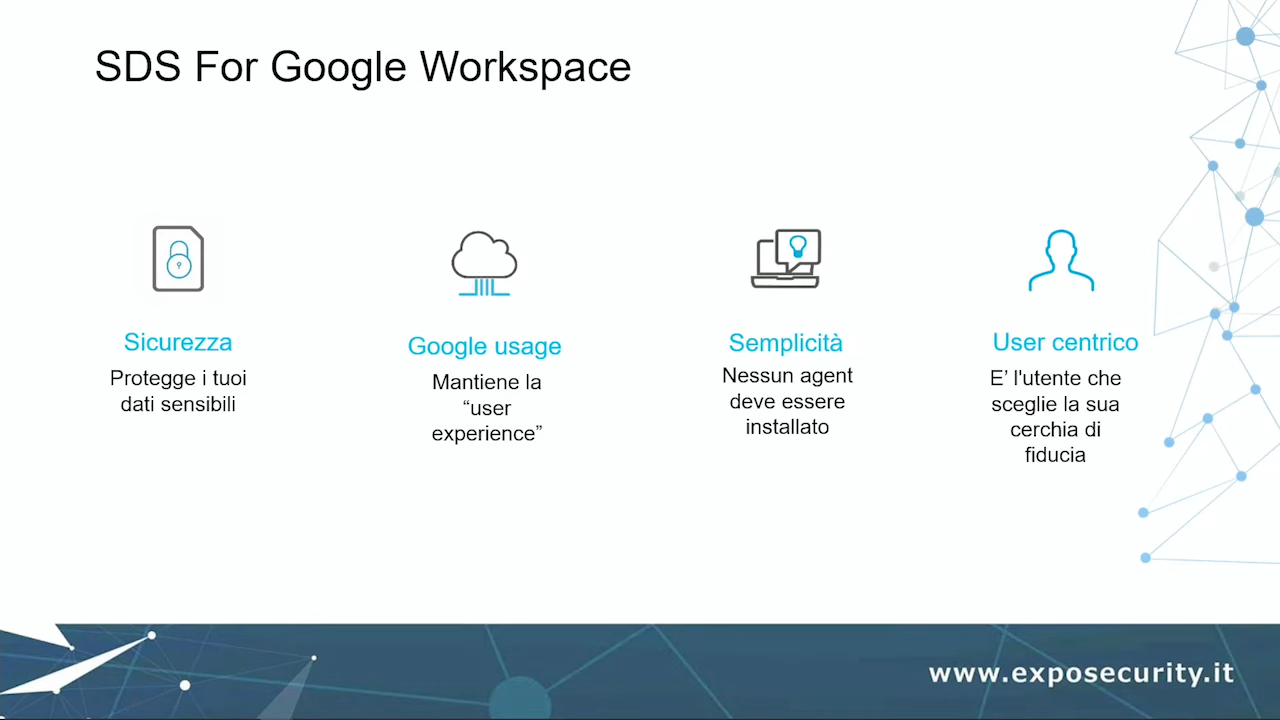 SDS For Google Workspace
Sicurezza
Protegge i tuoi
dati sensibili
Google usage
Mantiene la
“user
experience”
Semplicità
Nessun agent
deve essere
installato
User centrico
E’ l'utente che
sceglie la sua
cerchia di
fiducia
www.exposecurity.it